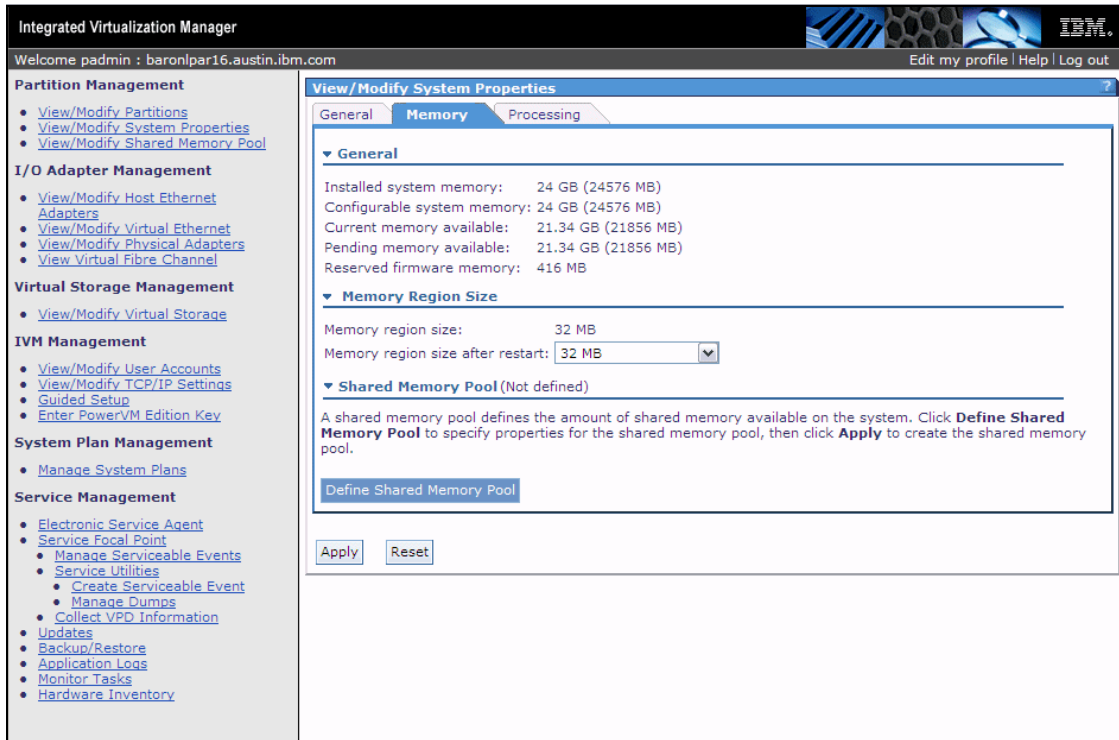 Integrated Virtualization Manager
IBM.
Welcome padmin : baronlpar16.austin.ibm.com
Edit my profile | Help | Log out
Partition Management
View/Modify Partitions
View/Modify System Properties
View/Modify Shared Memory Pool
I/O Adapter Management
View/Modify Host Ethernet
Adapters
View/Modify Virtual Ethernet
View/Modify Physical Adapters
View Virtual Fibre Channel
Virtual Storage Management
View/Modify Virtual Storage
IVM Management
View/Modify User Accounts
View/Modify TCP/IP Settings
Guided Setup
Enter PowerVM Edition Key
System Plan Management
Manage System Plans
Service Management
Electronic Service Agent
Service Focal Point
Manage Serviceable Events
Service Utilities
Create Serviceable Event
Manage Dumps
Collect VPD Information
Updates
Backup/Restore
Application Logs
Monitor Tasks
Hardware Inventory
View/Modify System Properties ?
General Memory Processing
General
Installed system memory: 24 GB (24576 MB)
Configurable system memory: 24 GB (24576 MB)
Current memory available: 21.34 GB (21856 MB)
Pending memory available: 21.34 GB (21856 MB)
Reserved firmware memory: 416 MB
Memory Region Size
Memory region size: 32 MB
Memory region size after restart: 32 MB
Shared Memory Pool (Not defined)
A shared memory pool defines the amount of shared memory available on the system. Click Define Shared
Memory Pool to specify properties for the shared memory pool, then click Apply to create the shared memory
pool.
Define Shared Memory Pool
Apply Reset